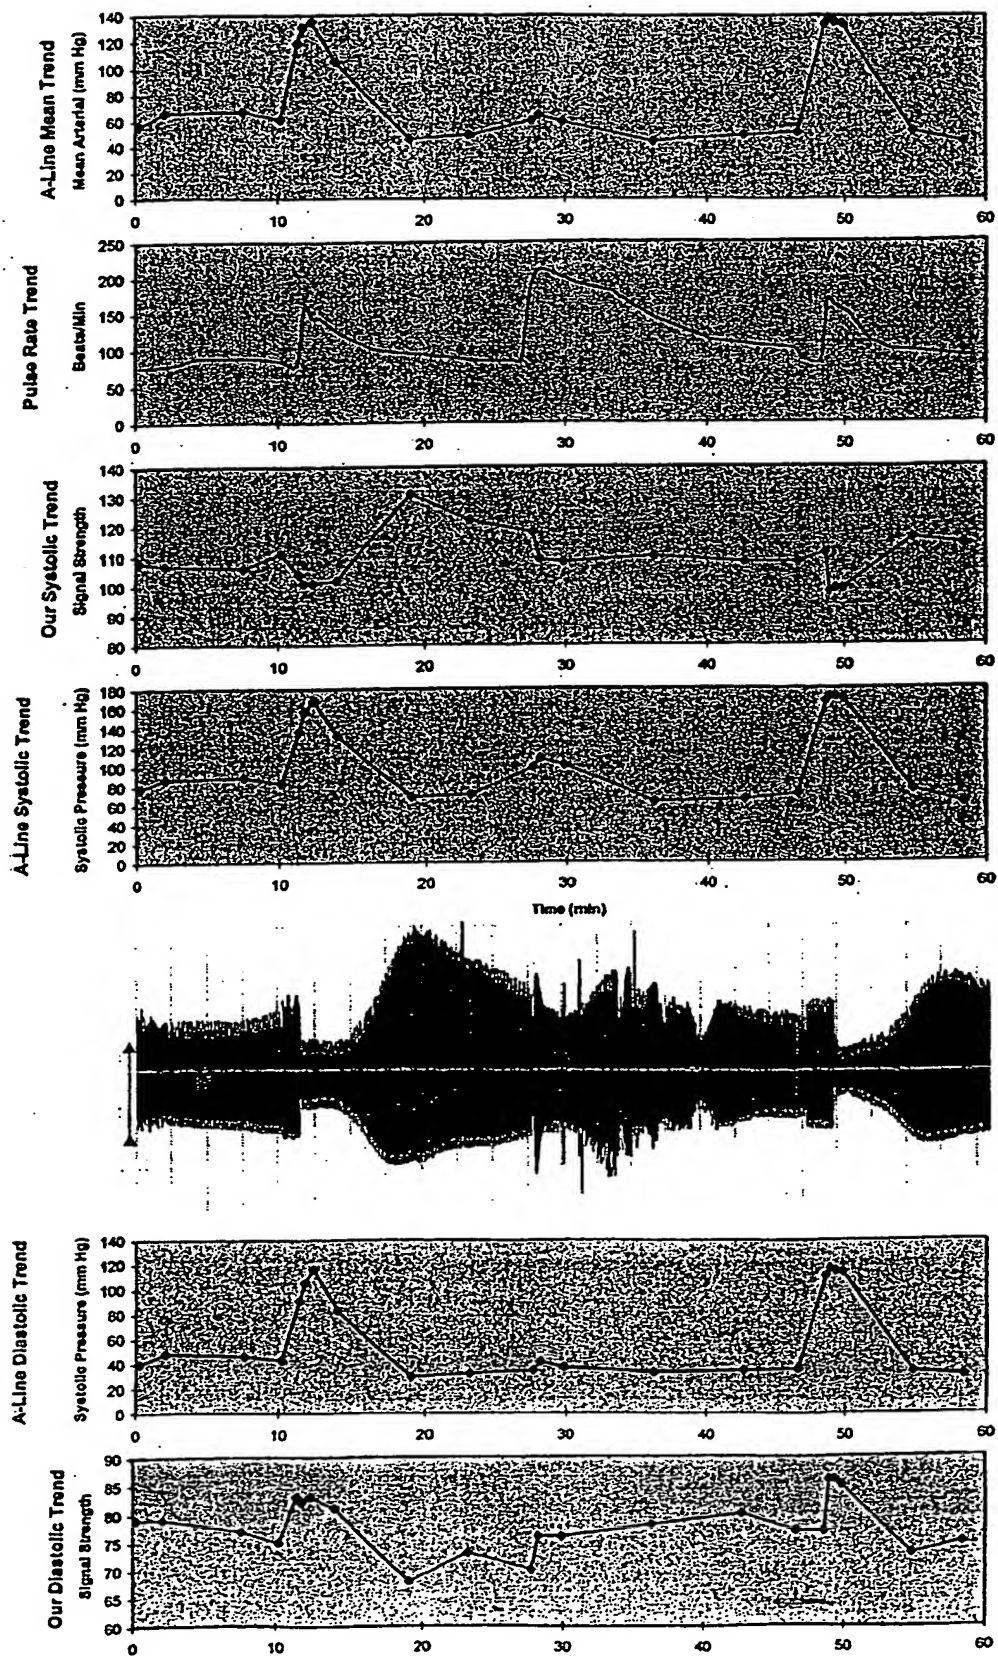 A-Line Mean Trend
Mean Arterial (mm Hg)
140
120
100
80
60
40
20
0
0 10 20 30 40 50 60
Pulse Rate Trend
Beats/Min
250
200
150
100
50
0
0 10 20 30 40 50 60
Our Systolic Trend
Signal Strength
140
130
120
110
100
90
80
0 10 20 30 40 50 60
A-Line Systolic Trend
Systolic Pressure (mm Hg)
180
160
140
120
100
80
60
40
20
0
0 10 20 30 40 50 60
Time (min)
A-Line Diastolic Trend
Systolic Pressure (mm Hg)
140
120
100
80
60
40
20
0
0 10 20 30 40 50 60
Our Diastolic Trend
Signal Strength
90
85
80
75
70
65
60
0 10 20 30 40 50 60